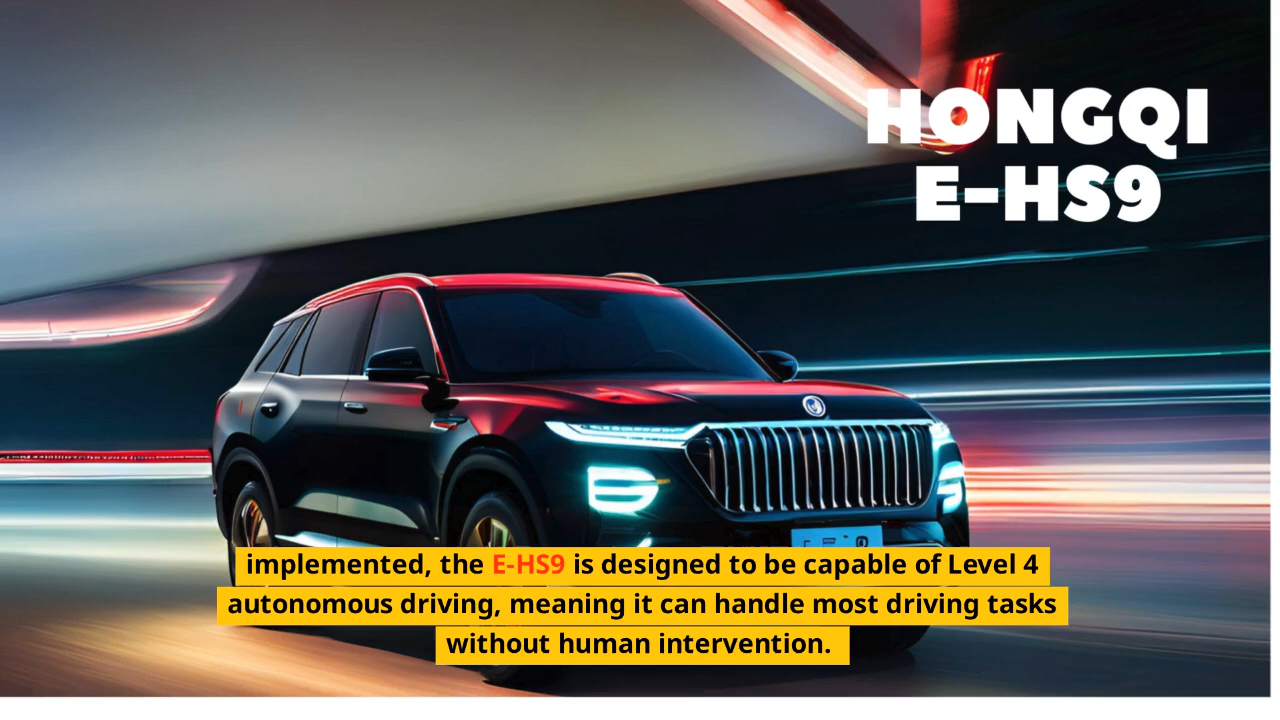 HONGQI
E-HS9
implemented, the E-HS9 is designed to be capable of Level 4
autonomous driving, meaning it can handle most driving tasks
without human intervention.